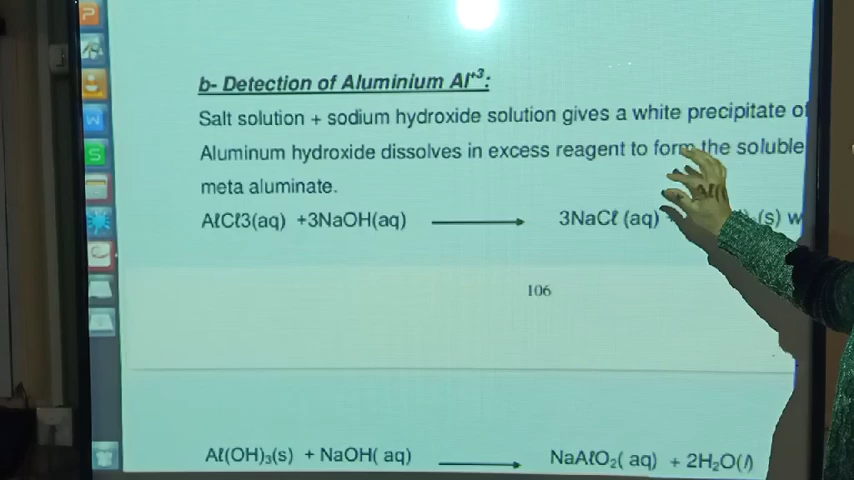 b- Detection of Aluminium Al⁺³:
Salt solution + sodium hydroxide solution gives a white precipitate of
Aluminum hydroxide dissolves in excess reagent to form the soluble
meta aluminate.
AℓCℓ3(aq) +3NaOH(aq) ⟶ 3NaCℓ (aq) (s) w
106
Aℓ(OH)₃(s) + NaOH( aq) ⟶ NaAℓO₂( aq) + 2H₂O(l)